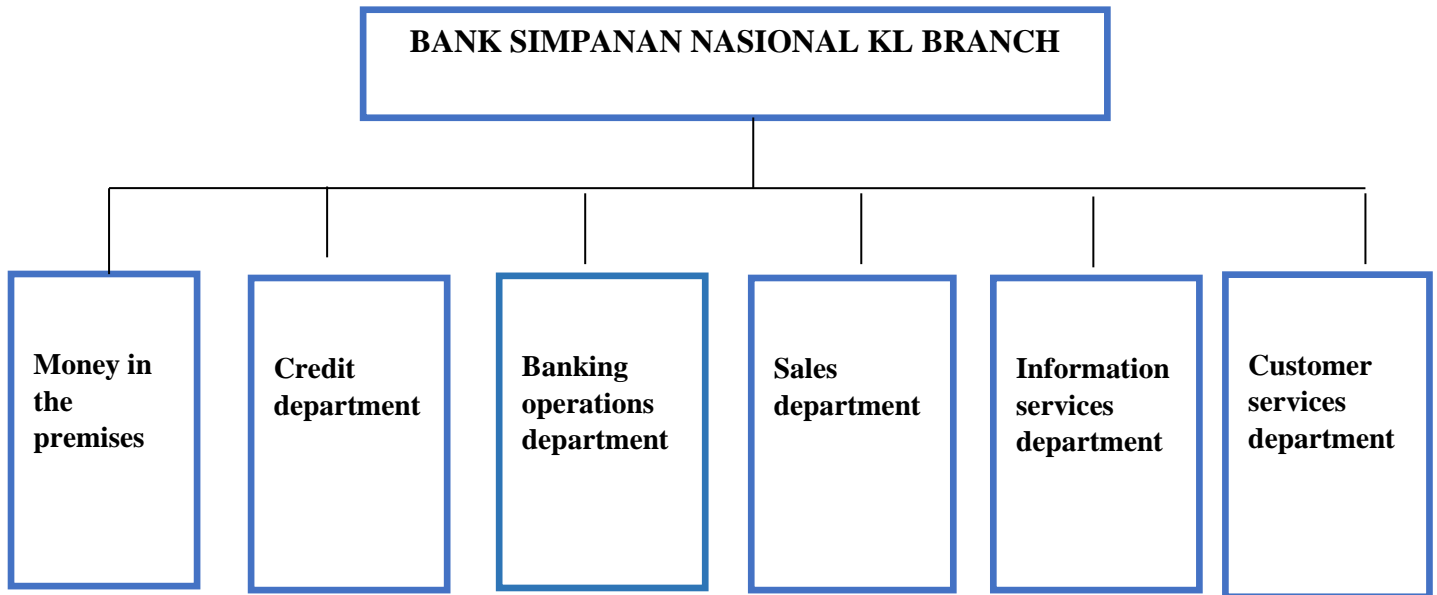 BANK SIMPANAN NASIONAL KL BRANCH
Money in
the
premises
Credit
department
Banking
operations
department
Sales
department
Information
services
department
Customer
services
department